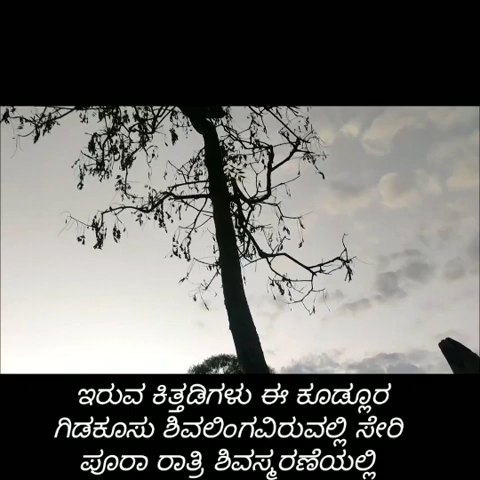 ಇರುವ ಕಿತ್ತಡಿಗಳು ಈ ಕೂಡ್ಲೂರ
ಗಿಡಕೂಸು ಶಿವಲಿಂಗವಿರುವಲ್ಲಿ ಸೇರಿ
ಪೂರಾ ರಾತ್ರಿ ಶಿವಸ್ಮರಣೆಯಲ್ಲಿ